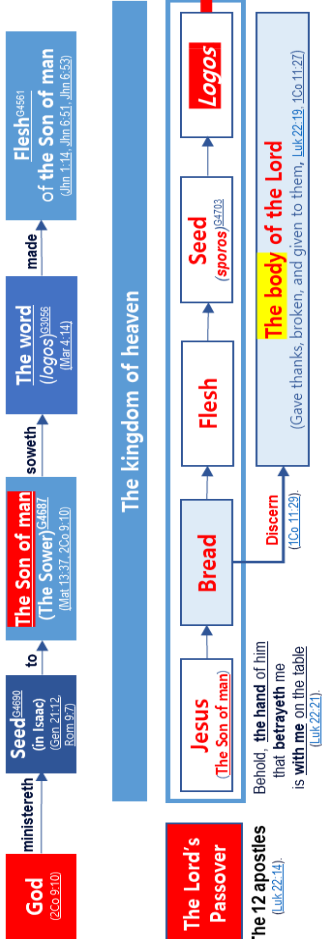 God
(2Co 9:10)
ministereth
Seed G4690
(in Isaac)
(Gen 21:12,
Rom 9:7)
to
The Son of man
(The Sower) G4687
(Mat 13:37, 2Co 9:10)
soweth
The word
(logos) G3056
(Mar 4:14)
made
Flesh G4561
of the Son of man
(Jhn 1:14, Jhn 6:51, Jhn 6:53)
The kingdom of heaven
The Lord's
Passover
Jesus
(The Son of man)
Bread
Flesh
Seed
(sporos) G4703
Logos
he 12 apostles
(Luk 22:14).
Behold, the hand of him
that betrayeth me
is with me on the table
(Luk 22:21).
Discern
(1Co 11:29).
The body of the Lord
(Gave thanks, broken, and given to them, Luk 22:19, 1Co 11:27)